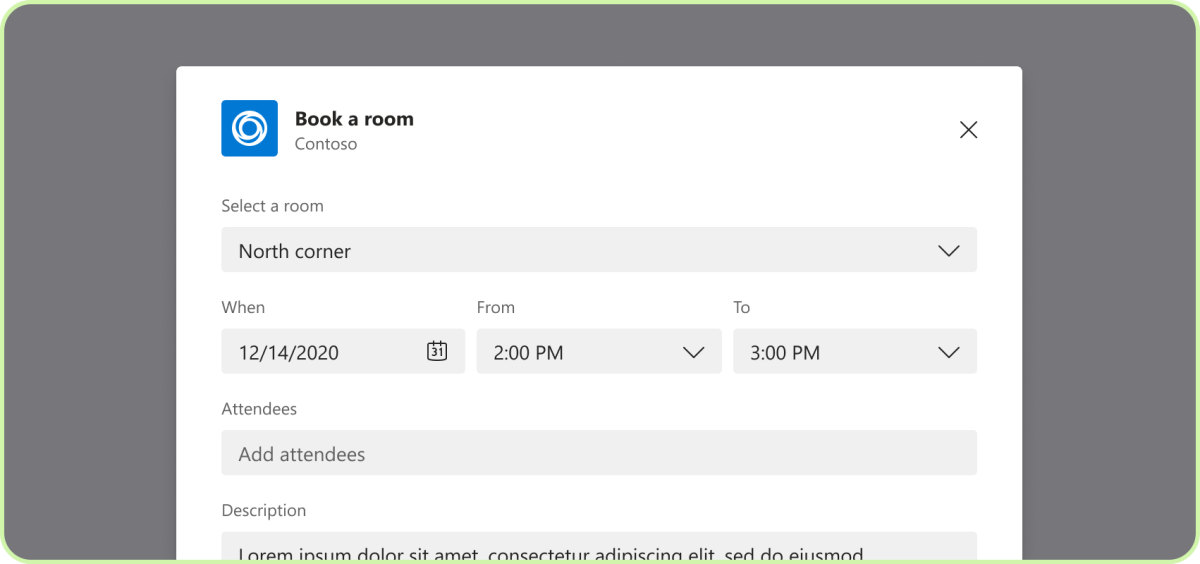 Book a room
Contoso
Select a room
North corner
When From To
12/14/2020 31 2:00 PM 3:00 PM
Attendees
Add attendees
Description
Lorem ipsum dolor sit amet, consectetur adipiscing elit, sed do eiusmod